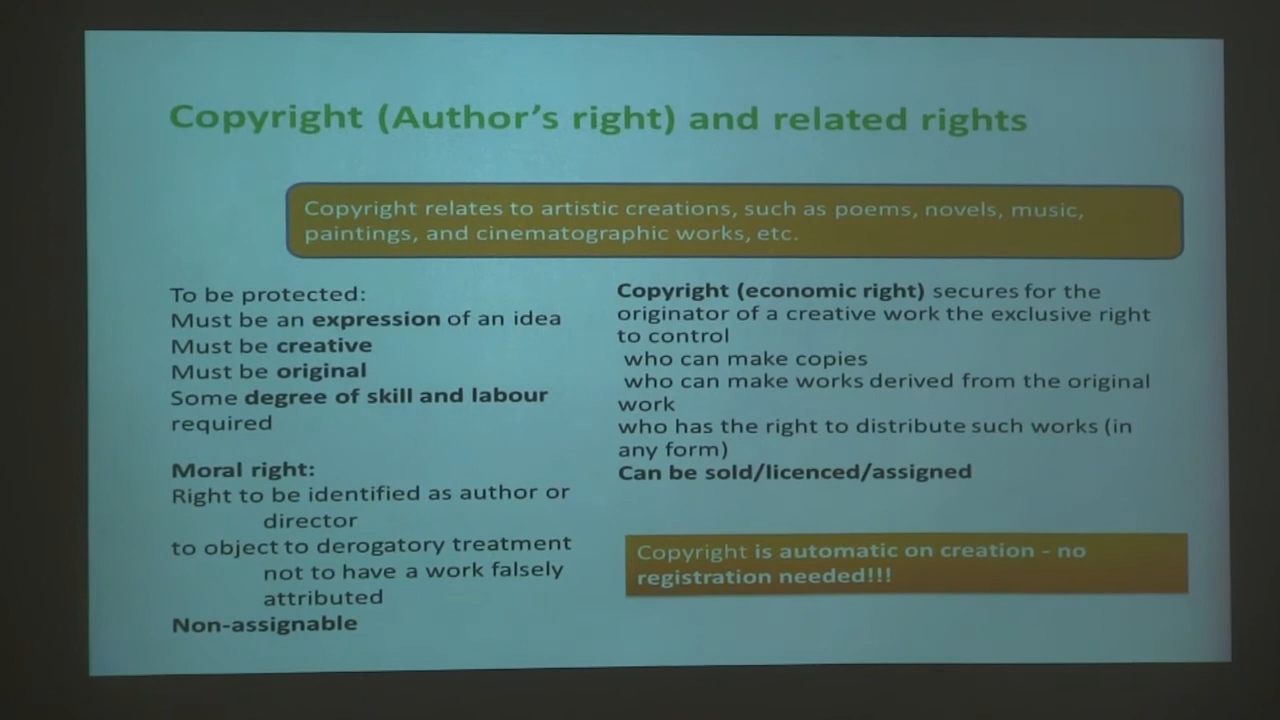 Copyright (Author's right) and related rights
Copyright relates to artistic creations, such as poems, novels, music,
paintings, and cinematographic works, etc.
To be protected:
Must be an expression of an idea
Must be creative
Must be original
Some degree of skill and labour
required
Moral right:
Right to be identified as author or
director
to object to derogatory treatment
not to have a work falsely
attributed
Non-assignable
Copyright (economic right) secures for the
originator of a creative work the exclusive right
to control
who can make copies
who can make works derived from the original
work
who has the right to distribute such works (in
any form)
Can be sold/licenced/assigned
Copyright is automatic on creation - no
registration needed!!!